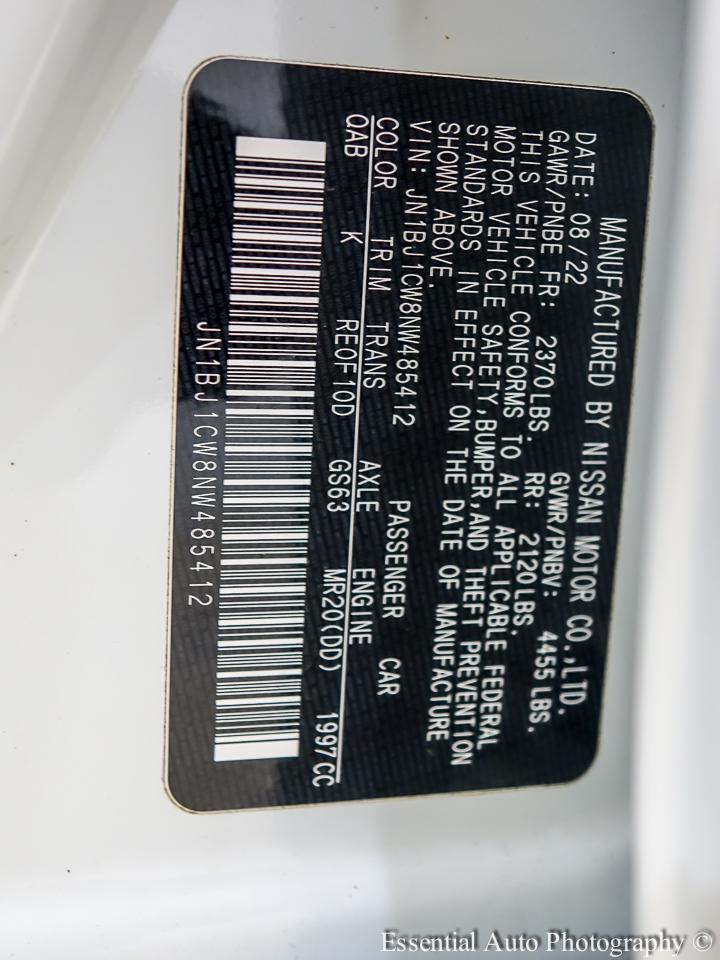 MANUFACTURED BY NISSAN MOTOR CO.,LTD.
DATE: 08/22 GVWR/PNBV: 4455 LBS.
GAWR/PNBE FR: 2370 LBS. RR: 2120 LBS.
THIS VEHICLE CONFORMS TO ALL APPLICABLE FEDERAL
MOTOR VEHICLE SAFETY,BUMPER,AND THEFT PREVENTION
STANDARDS IN EFFECT ON THE DATE OF MANUFACTURE
SHOWN ABOVE.
VIN: JN1BJ1CW8NW485412 PASSENGER CAR
COLOR TRIM TRANS AXLE ENGINE
QAB K RE0F10D GS63 MR20(DD) 1997CC
JN1BJ1CW8NW485412
Essential Auto Photography ©